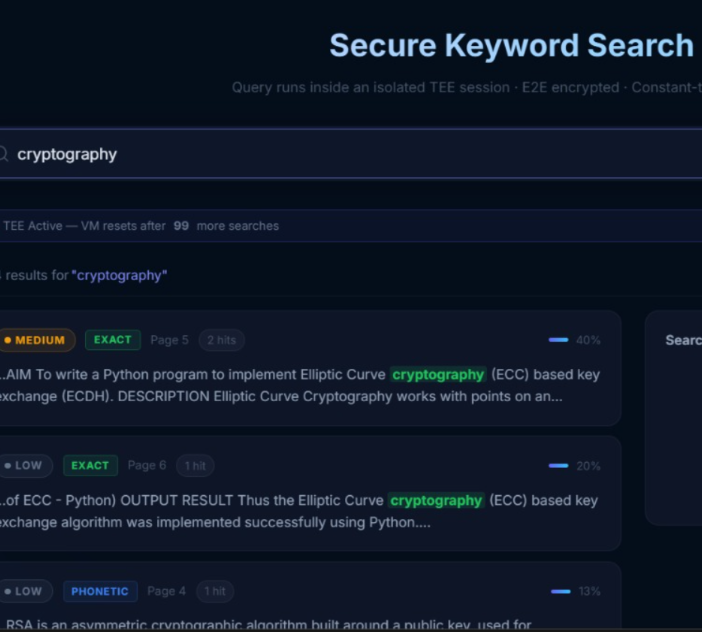 Secure Keyword Search
Query runs inside an isolated TEE session · E2E encrypted · Constant-t
cryptography
TEE Active — VM resets after 99 more searches
results for "cryptography"
MEDIUM EXACT Page 5 2 hits 40%
...AIM To write a Python program to implement Elliptic Curve cryptography (ECC) based key
exchange (ECDH). DESCRIPTION Elliptic Curve Cryptography works with points on an...
Searc
LOW EXACT Page 6 1 hit 20%
...of ECC - Python) OUTPUT RESULT Thus the Elliptic Curve cryptography (ECC) based key
exchange algorithm was implemented successfully using Python....
LOW PHONETIC Page 4 1 hit 13%
RSA is an asymmetric cryptographic algorithm built around a public key, used for